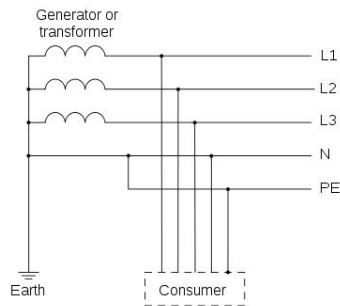 Generator or
transformer
L1
L2
L3
N
PE
Earth
Consumer